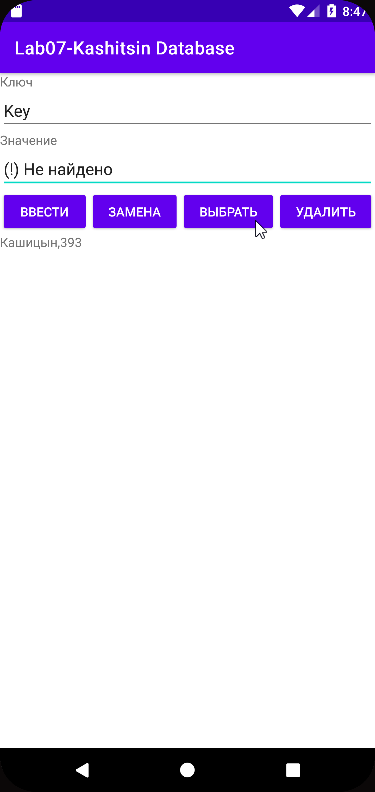 8:47
Lab07-Kashitsin Database
Ключ
Key
Значение
(!) Не найдено
ВВЕСТИ ЗАМЕНА ВЫБРАТЬ УДАЛИТЬ
Кашицын,393